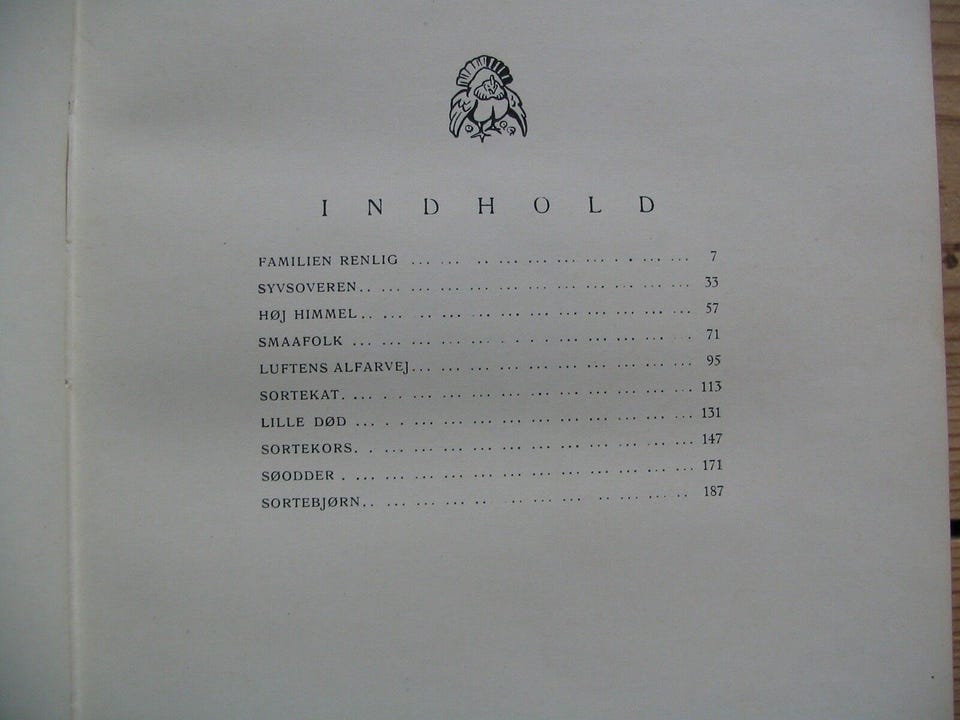 INDHOLD
FAMILIEN RENLIG ... ... .. ... ... ... ... . . ... ... 7
SYVSOVEREN.. ... ... ... ... ... ... ... ... ... ... ... 33
HØJ HIMMEL.. ... .. ... ... ... ... ... ... ... ... ... 57
SMAAFOLK ... ... ... ... ... . . ... ... ... ... ... . 71
LUFTENS ALFARVEJ... ... ... ... ... ... ... ... ... ... 95
SORTEKAT. ... . . ... ... ... ... ... ... ... ... ... ... 113
LILLE DØD ... . . ... ... ... ... ... ... ... ... ... ... 131
SORTEKORS. . . ... ... ... ... ... ... ... ... ... ... 147
SØODDER . ... ... ... ... ... ... ... ... ... ... ... ... 171
SORTEBJØRN.. ... ... ... .. .. ... ... .. ... ... .. 187